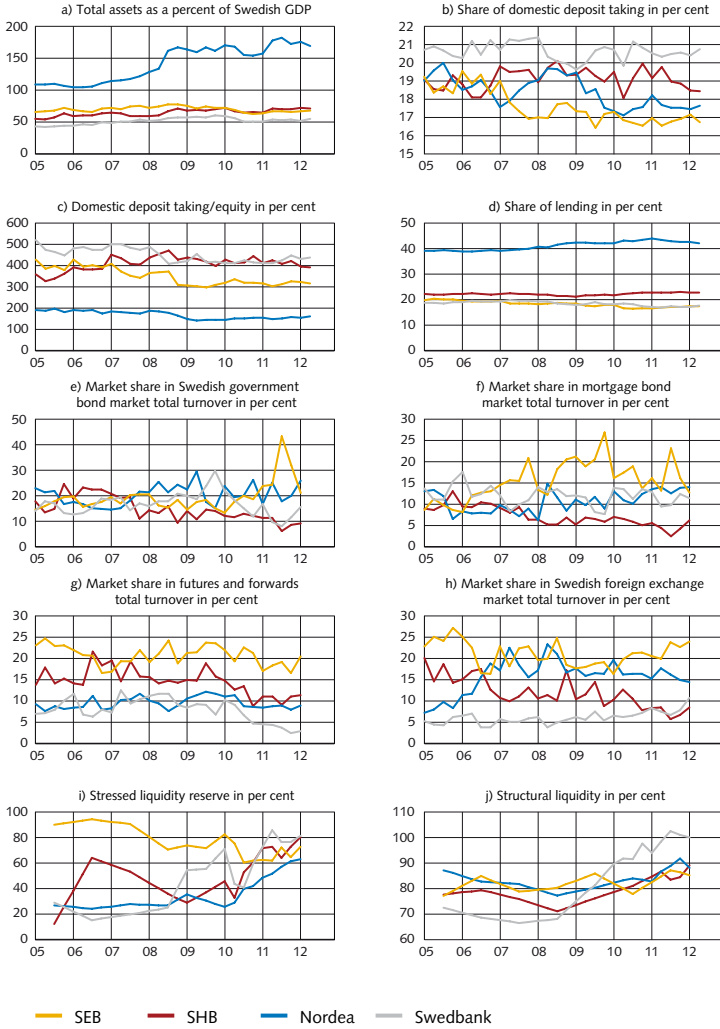 a) Total assets as a percent of Swedish GDP
200
150
100
50
0
05 06 07 08 09 10 11 12
b) Share of domestic deposit taking in per cent
22
21
20
19
18
17
16
15
05 06 07 08 09 10 11 12
c) Domestic deposit taking/equity in per cent
600
500
400
300
200
100
0
05 06 07 08 09 10 11 12
d) Share of lending in per cent
50
40
30
20
10
0
05 06 07 08 09 10 11 12
e) Market share in Swedish government
bond market total turnover in per cent
50
40
30
20
10
0
05 06 07 08 09 10 11 12
f) Market share in mortgage bond
market total turnover in per cent
30
25
20
15
10
5
0
05 06 07 08 09 10 11 12
g) Market share in futures and forwards
total turnover in per cent
30
25
20
15
10
5
0
05 06 07 08 09 10 11 12
h) Market share in Swedish foreign exchange
market total turnover in per cent
30
25
20
15
10
5
0
05 06 07 08 09 10 11 12
i) Stressed liquidity reserve in per cent
100
80
60
40
20
0
05 06 07 08 09 10 11 12
j) Structural liquidity in per cent
110
100
90
80
70
60
05 06 07 08 09 10 11 12
SEB SHB Nordea Swedbank